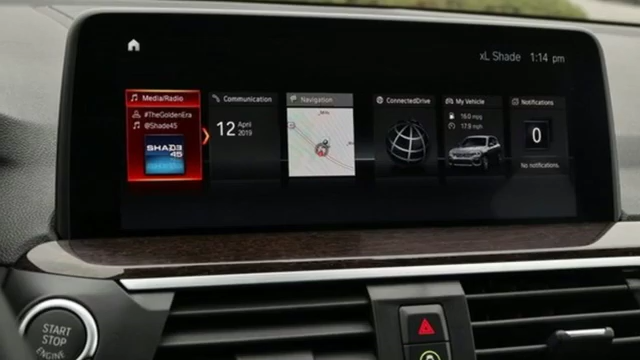 xL Shade 1:14 pm
Media/Radio
#TheGoldenEra
@Shade45
SHADE
45
Communication
12 April
2019
Navigation
ConnectedDrive
My Vehicle
16.0 mpg
17.9 mph
Notifications
0
No notifications.
START
STOP
ENGINE